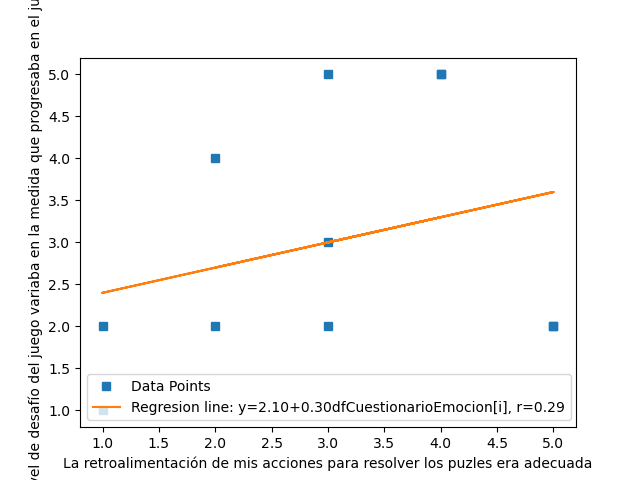 vel de desafío del juego variaba en la medida que progresaba en el ju
5.0
4.5
4.0
3.5
3.0
2.5
2.0
1.5
1.0
Data Points
Regresion line: y=2.10+0.30dfCuestionarioEmocion[i], r=0.29
1.0 1.5 2.0 2.5 3.0 3.5 4.0 4.5 5.0
La retroalimentación de mis acciones para resolver los puzles era adecuada